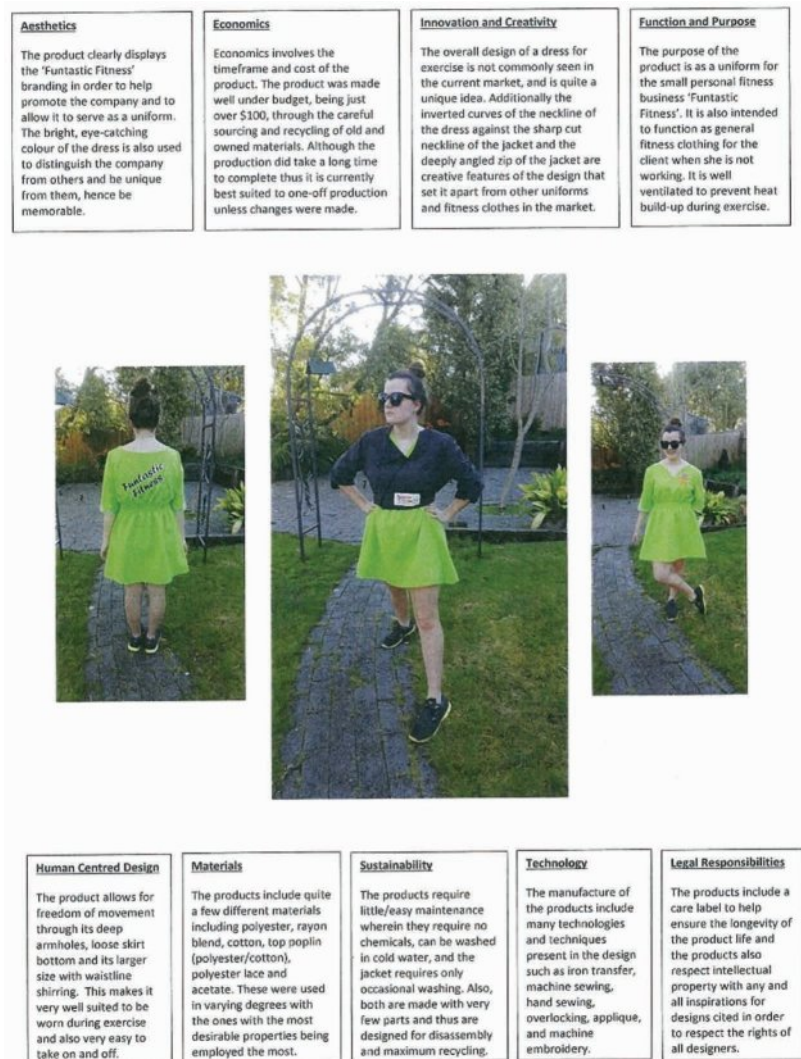 Aesthetics
The product clearly displays
the 'Funtastic Fitness'
branding in order to help
promote the company and to
allow it to serve as a uniform.
The bright, eye-catching
colour of the dress is also used
to distinguish the company
from others and be unique
from them, hence be
memorable.
Economics
Economics involves the
timeframe and cost of the
product. The product was made
well under budget, being just
over $100, through the careful
sourcing and recycling of old and
owned materials. Although the
production did take a long time
to complete thus it is currently
best suited to one-off production
unless changes were made.
Innovation and Creativity
The overall design of a dress for
exercise is not commonly seen in
the current market, and is quite a
unique idea. Additionally the
inverted curves of the neckline of
the dress against the sharp cut
neckline of the jacket and the
deeply angled zip of the jacket are
creative features of the design that
set it apart from other uniforms
and fitness clothes in the market.
Function and Purpose
The purpose of the
product is as a uniform for
the small personal fitness
business 'Funtastic
Fitness'. It is also intended
to function as general
fitness clothing for the
client when she is not
working. It is well
ventilated to prevent heat
build-up during exercise.
Funtastic
Fitness
Human Centred Design
The product allows for
freedom of movement
through its deep
armholes, loose skirt
bottom and its larger
size with waistline
shirring. This makes it
very well suited to be
worn during exercise
and also very easy to
take on and off.
Materials
The products include quite
a few different materials
including polyester, rayon
blend, cotton, top poplin
(polyester/cotton),
polyester lace and
acetate. These were used
in varying degrees with
the ones with the most
desirable properties being
employed the most.
Sustainability
The products require
little/easy maintenance
wherein they require no
chemicals, can be washed
in cold water, and the
jacket requires only
occasional washing. Also,
both are made with very
few parts and thus are
designed for disassembly
and maximum recycling.
Technology
The manufacture of
the products include
many technologies
and techniques
present in the design
such as iron transfer,
machine sewing,
hand sewing,
overlocking, applique,
and machine
embroidery.
Legal Responsibilities
The products include a
care label to help
ensure the longevity of
the product life and
the products also
respect intellectual
property with any and
all inspirations for
designs cited in order
to respect the rights of
all designers.